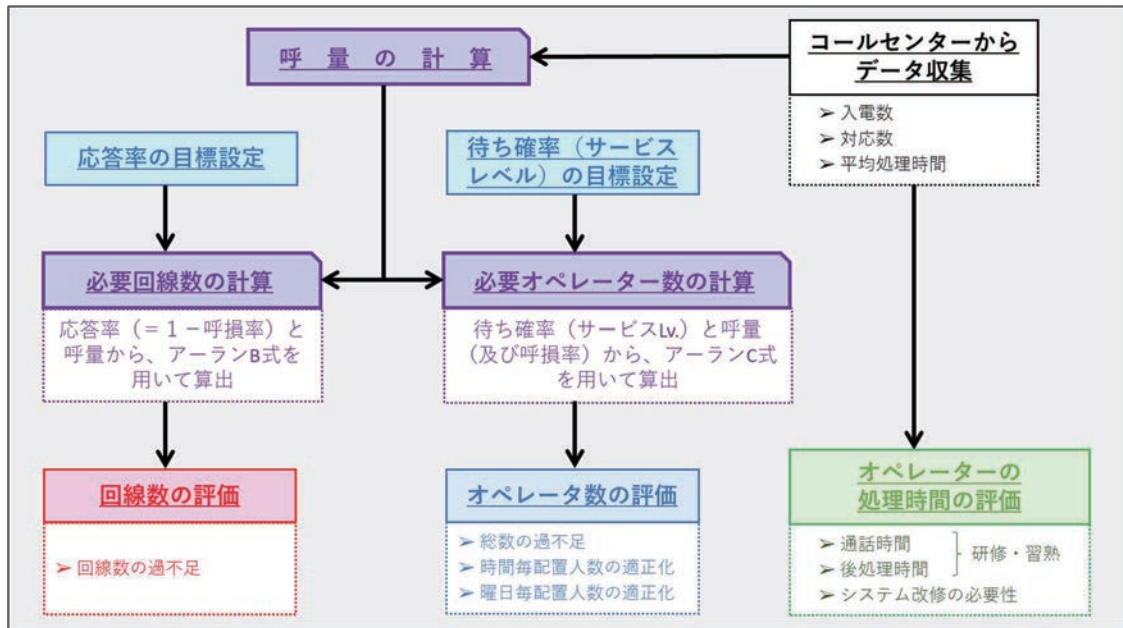 呼 量 の 計 算
コールセンターから
データ収集
➢ 入電数
➢ 対応数
➢ 平均処理時間
応答率の目標設定
待ち確率（サービス
レベル）の目標設定
必要回線数の計算
応答率（＝１－呼損率）と
呼量から、アーランB式を
用いて算出
必要オペレーター数の計算
待ち確率（サービスLv.）と呼量
（及び呼損率）から、アーランC式
を用いて算出
回線数の評価
➢ 回線数の過不足
オペレータ数の評価
➢ 総数の過不足
➢ 時間毎配置人数の適正化
➢ 曜日毎配置人数の適正化
オペレーターの
処理時間の評価
➢ 通話時間
➢ 後処理時間
研修・習熟
➢ システム改修の必要性